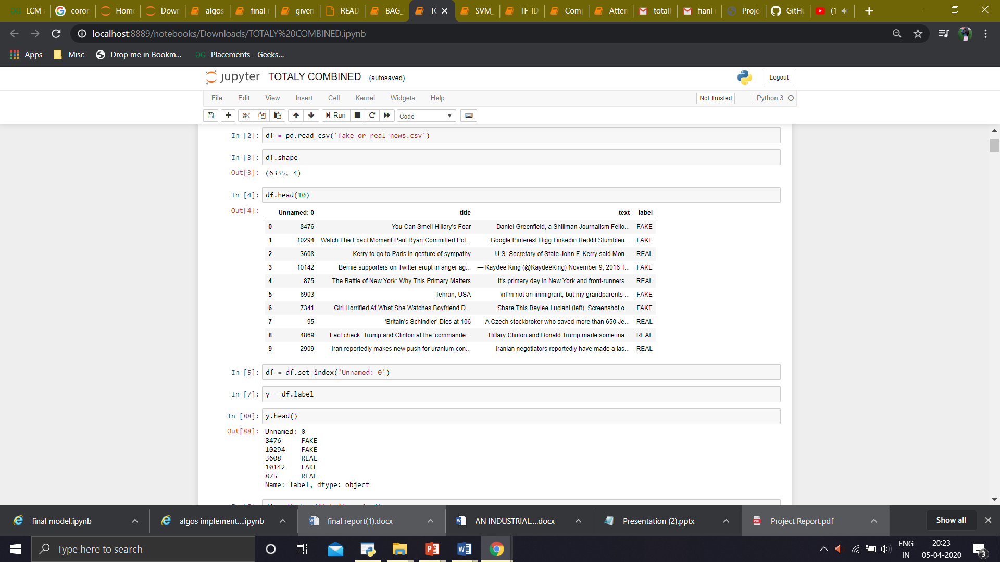 LCM
coron
Home
Down
algos
final r
given
READ
BAG_
TO
SVM_
TF-ID
Com
Atten
totall
fianl i
Proje
GitHu
(1
localhost:8889/notebooks/Downloads/TOTALY%20COMBINED.ipynb
Apps Misc Drop me in Bookm... Placements - Geeks...
jupyter TOTALY COMBINED (autosaved) Logout
File Edit View Insert Cell Kernel Widgets Help Not Trusted Python 3
Run Code
In [2]: df = pd.read_csv('fake_or_real_news.csv')
In [3]: df.shape
Out[3]: (6335, 4)
In [4]: df.head(10)
Out[4]:
Unnamed: 0 title text label
0 8476 You Can Smell Hillary’s Fear Daniel Greenfield, a Shillman Journalism Fello... FAKE
1 10294 Watch The Exact Moment Paul Ryan Committed Pol... Google Pinterest Digg Linkedin Reddit Stumbleu... FAKE
2 3608 Kerry to go to Paris in gesture of sympathy U.S. Secretary of State John F. Kerry said Mon... REAL
3 10142 Bernie supporters on Twitter erupt in anger ag... — Kaydee King (@KaydeeKing) November 9, 2016 T... FAKE
4 875 The Battle of New York: Why This Primary Matters It's primary day in New York and front-runners... REAL
5 6903 Tehran, USA \nI’m not an immigrant, but my grandparents ... FAKE
6 7341 Girl Horrified At What She Watches Boyfriend D... Share This Baylee Luciani (left), Screenshot o... FAKE
7 95 ‘Britain’s Schindler’ Dies at 106 A Czech stockbroker who saved more than 650 Je... REAL
8 4869 Fact check: Trump and Clinton at the 'commande... Hillary Clinton and Donald Trump made some ina... REAL
9 2909 Iran reportedly makes new push for uranium con... Iranian negotiators reportedly have made a las... REAL
In [5]: df = df.set_index('Unnamed: 0')
In [7]: y = df.label
In [88]: y.head()
Out[88]: Unnamed: 0
8476 FAKE
10294 FAKE
3608 REAL
10142 FAKE
875 REAL
Name: label, dtype: object
final model.ipynb
algos implement....ipynb
final report(1).docx
AN INDUSTRIAL....docx
Presentation (2).pptx
Project Report.pdf
Show all
Type here to search
ENG
IN
20:23
05-04-2020
3